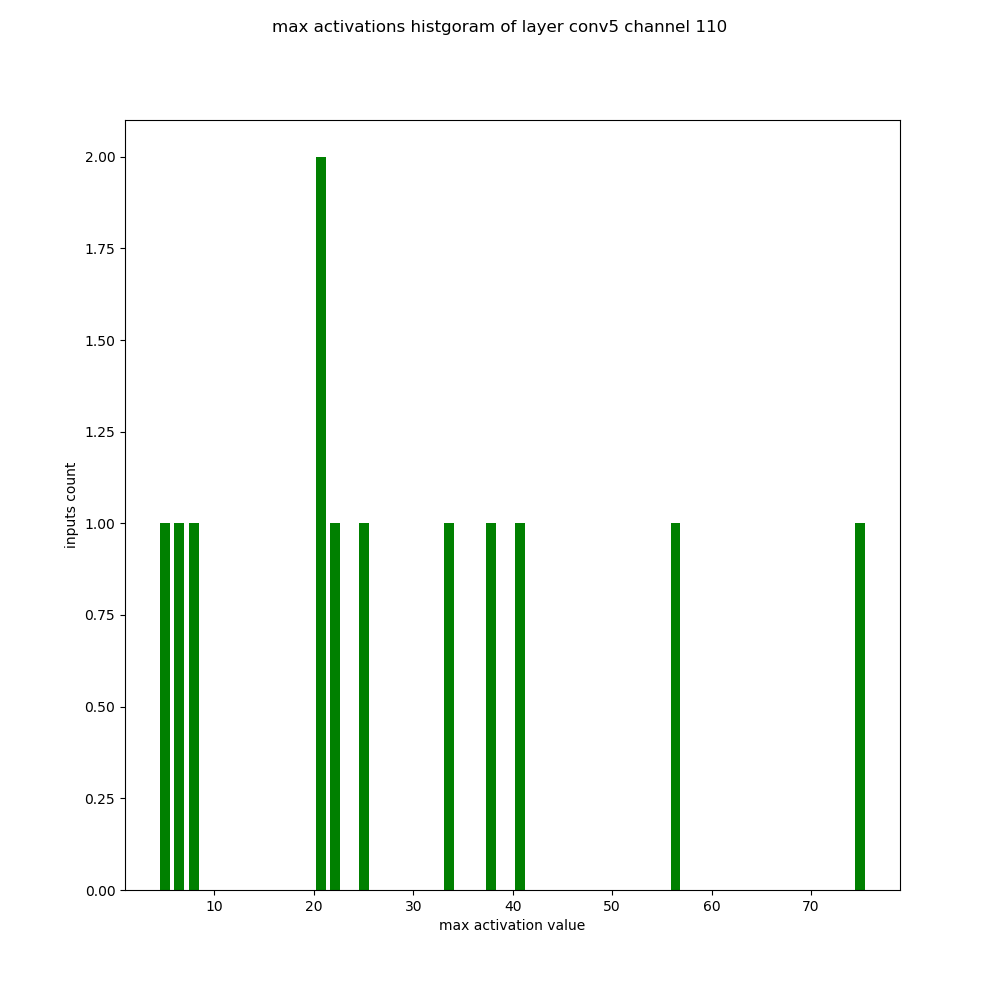 max activations histgoram of layer conv5 channel 110
2.00
1.75
1.50
1.25
1.00
0.75
0.50
0.25
0.00
inputs count
10 20 30 40 50 60 70
max activation value